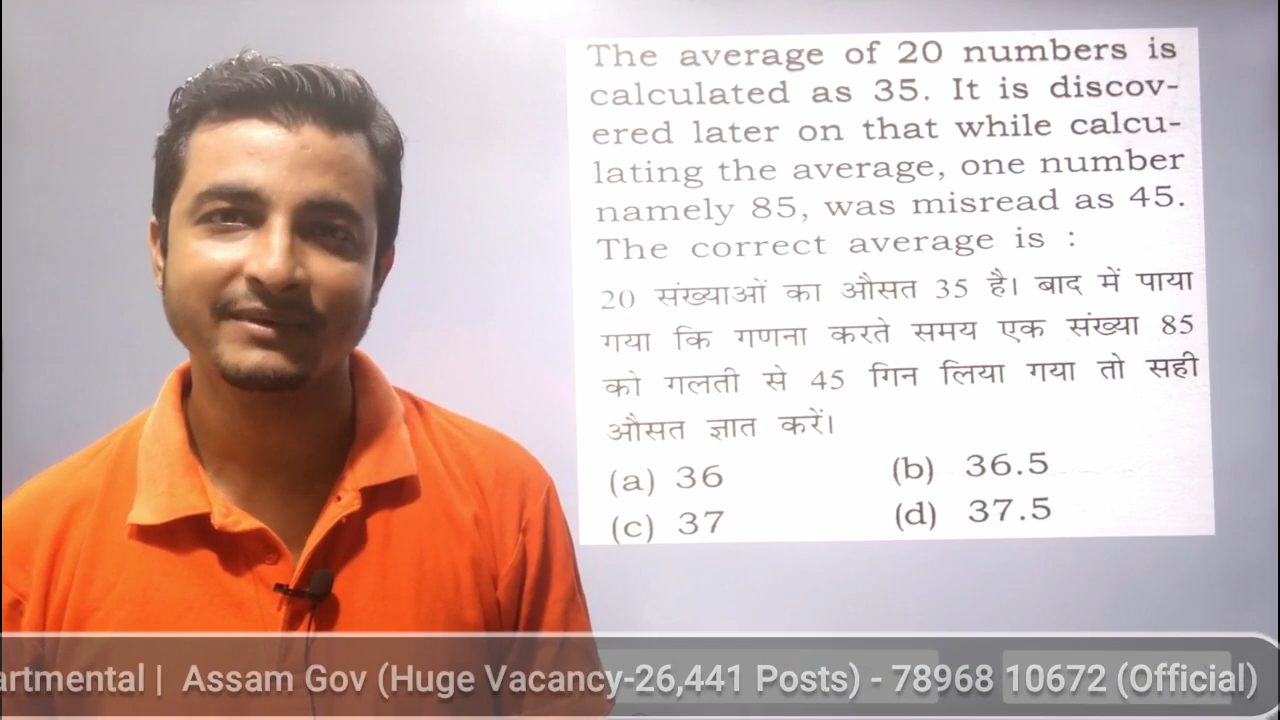 The average of 20 numbers is
calculated as 35. It is discov-
ered later on that while calcu-
lating the average, one number
namely 85, was misread as 45.
The correct average is :
20 संख्याओं का औसत 35 है। बाद में पाया
गया कि गणना करते समय एक संख्या 85
को गलती से 45 गिन लिया गया तो सही
औसत ज्ञात करें।
(a) 36 (b) 36.5
(c) 37 (d) 37.5
artmental | Assam Gov (Huge Vacancy-26,441 Posts) - 78968 10672 (Official)